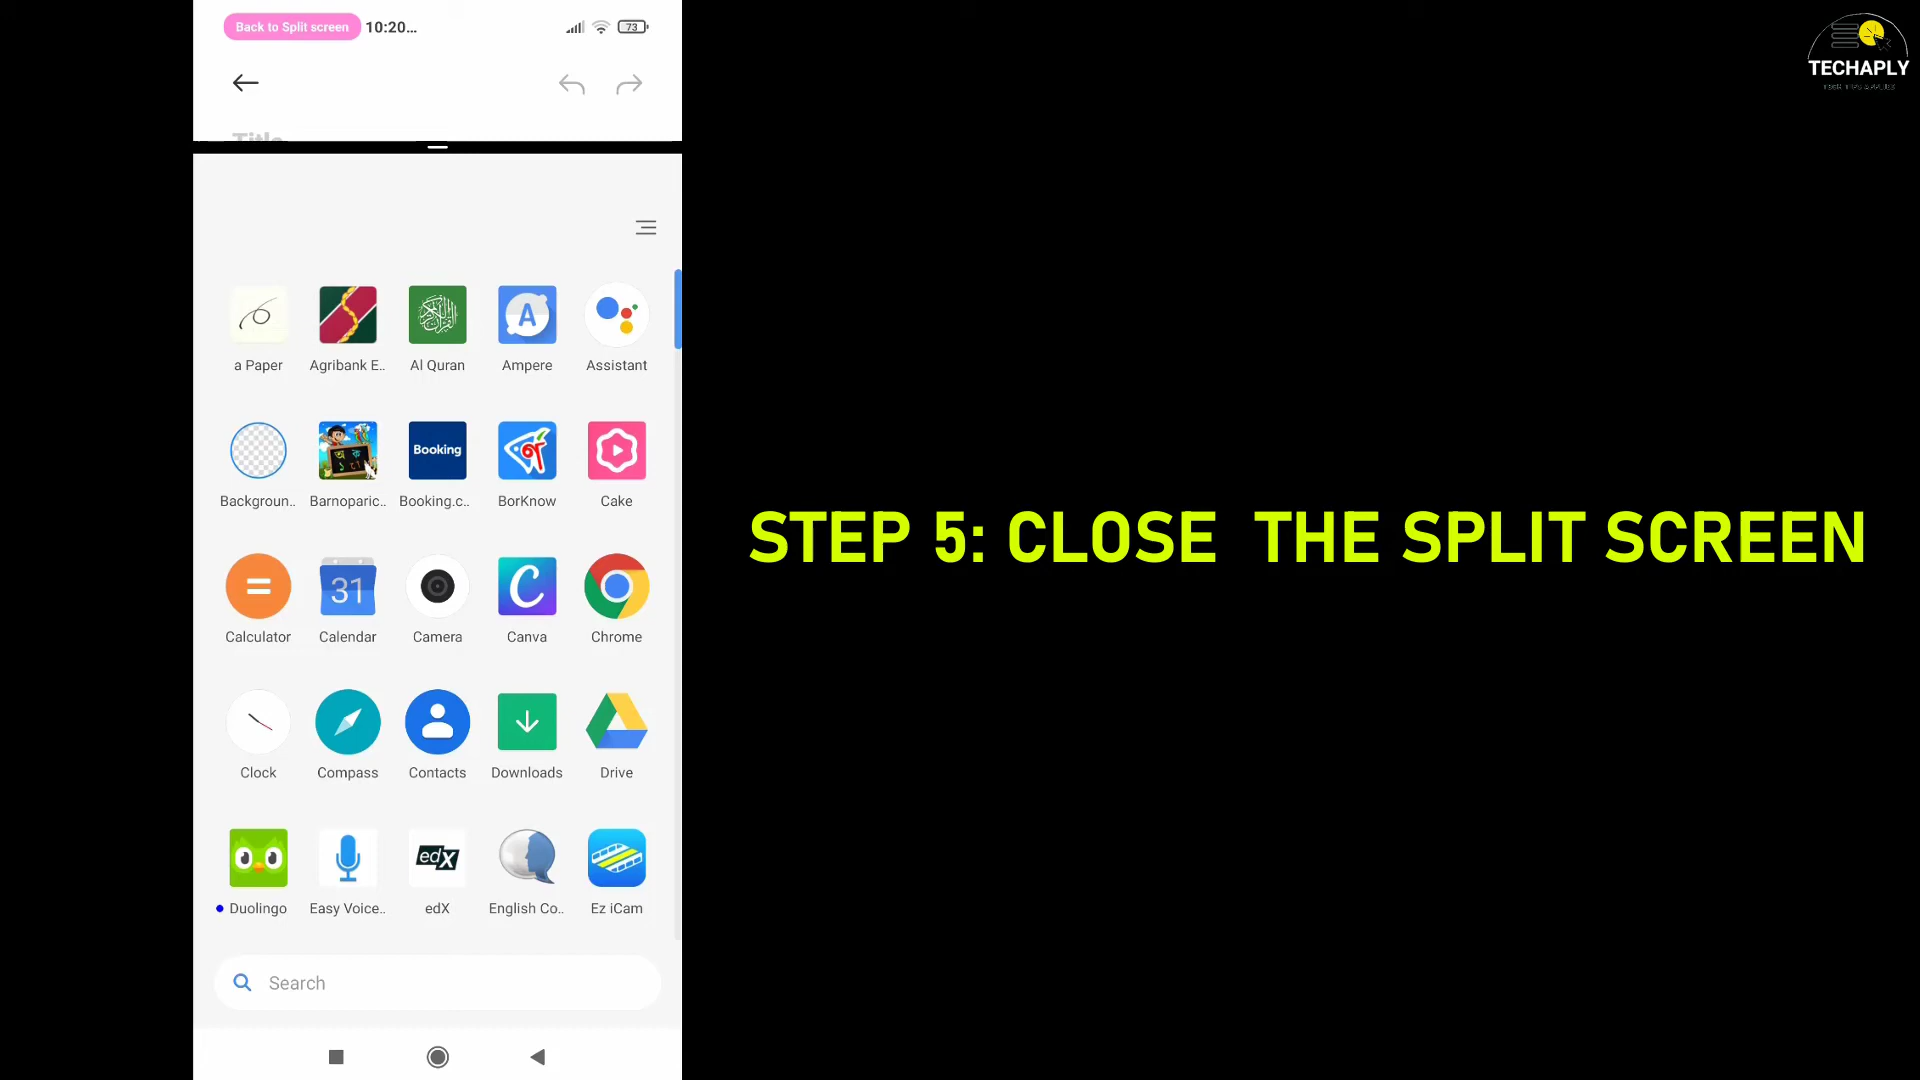 Back to Split screen 10:20... 73
TECHAPLY
Title
a Paper Agribank E.. Al Quran A Ampere Assistant
Booking
Backgroun.. Barnoparic.. Booking.c.. BorKnow Cake
31
Calculator Calendar Camera Canva Chrome
STEP 5: CLOSE THE SPLIT SCREEN
Clock Compass Contacts Downloads Drive
edX
Duolingo Easy Voice.. edX English Co.. Ez iCam
Search